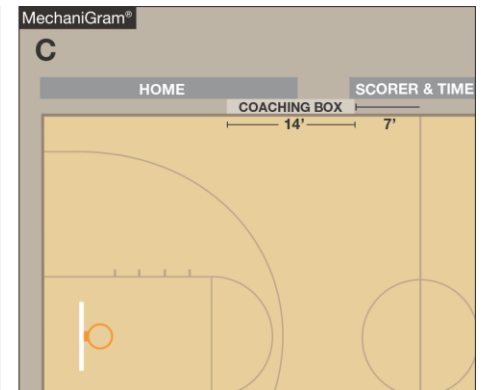 MechaniGram®
C
HOME
SCORER & TIME
COACHING BOX
14’
7’